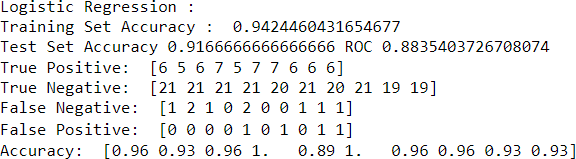 Logistic Regression :
Training Set Accuracy :  0.9424460431654677
Test Set Accuracy 0.9166666666666666 ROC 0.8835403726708074
True Positive:  [6 5 6 7 5 7 7 6 6 6]
True Negative:  [21 21 21 21 20 21 20 21 19 19]
False Negative:  [1 2 1 0 2 0 0 1 1 1]
False Positive:  [0 0 0 0 1 0 1 0 1 1]
Accuracy:  [0.96 0.93 0.96 1.   0.89 1.   0.96 0.96 0.93 0.93]